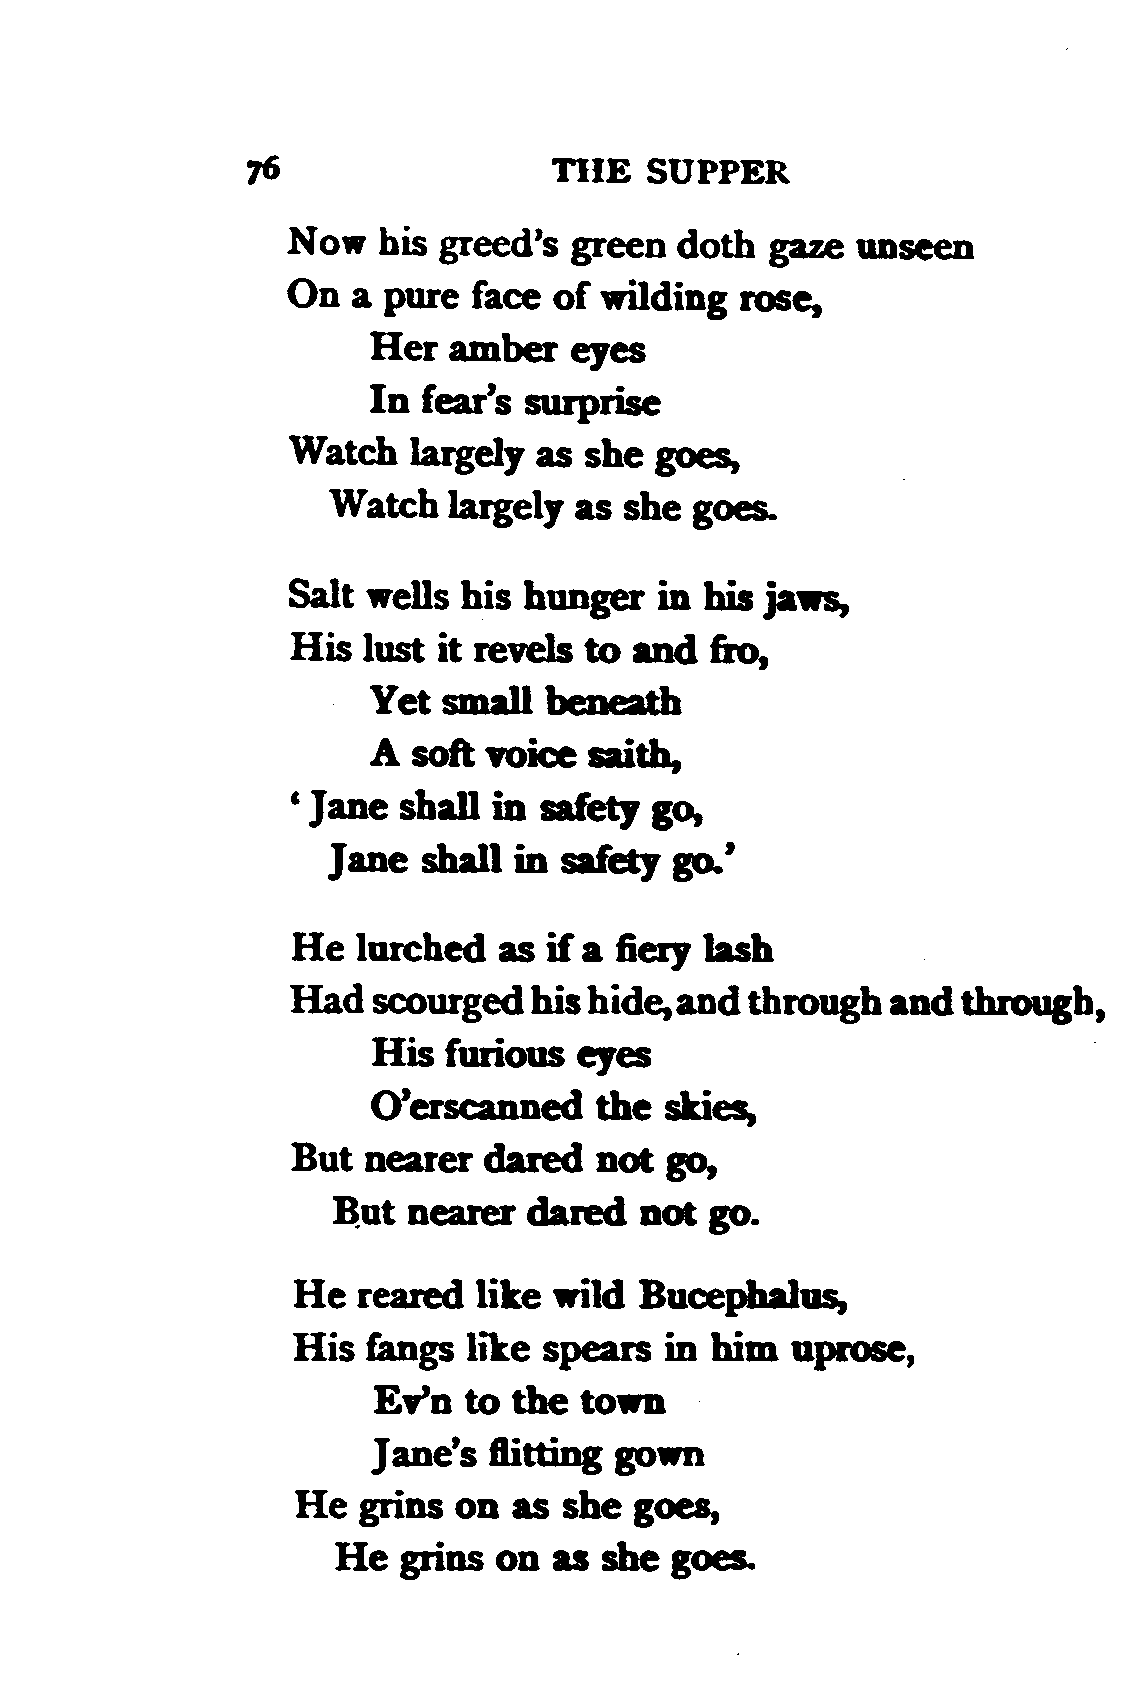 76 THE SUPPER
Now his greed's green doth gaze unseen
On a pure face of wilding rose,
Her amber eyes
In fear's surprise
Watch largely as she goes,
Watch largely as she goes.
Salt wells his hunger in his jaws,
His lust it revels to and fro,
Yet small beneath
A soft voice saith,
‘Jane shall in safety go,
Jane shall in safety go.’
He lurched as if a fiery lash
Had scourged his hide, and through and through,
His furious eyes
O'erscanned the skies,
But nearer dared not go,
But nearer dared not go.
He reared like wild Bucephalus,
His fangs like spears in him uprose,
Ev'n to the town
Jane's flitting gown
He grins on as she goes,
He grins on as she goes.